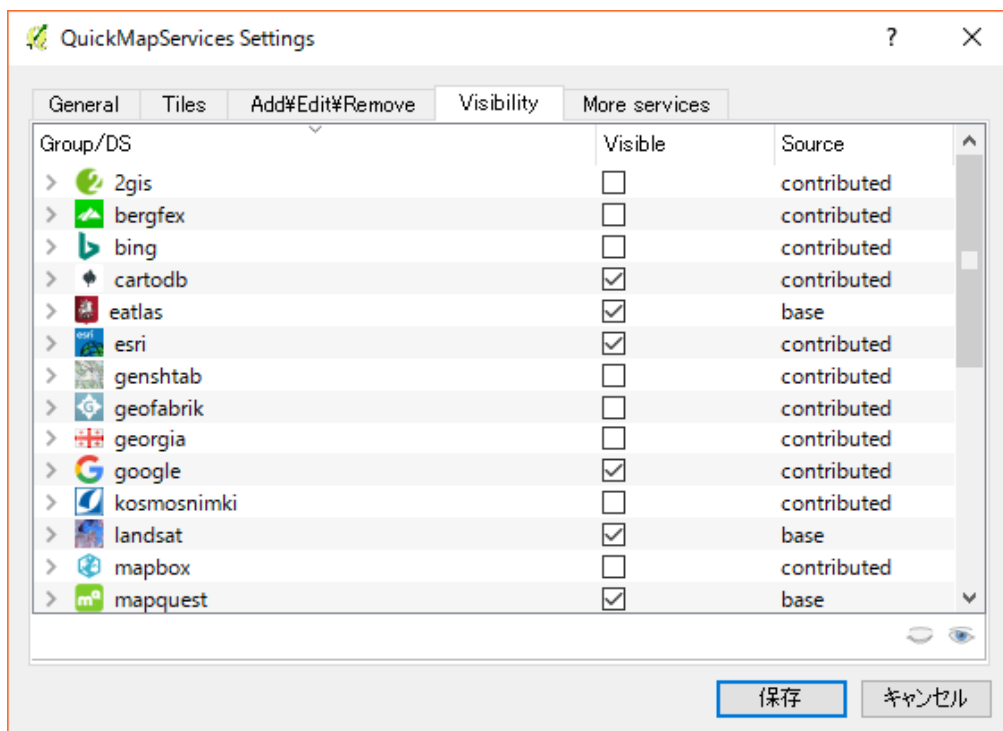 QuickMapServices Settings ?
General Tiles Add¥Edit¥Remove Visibility More services
Group/DS Visible Source
2gis contributed
bergfex contributed
bing contributed
cartodb contributed
eatlas base
esri esri contributed
genshtab contributed
geofabrik contributed
georgia contributed
google contributed
kosmosnimki contributed
landsat base
mapbox contributed
mapquest base
保存 キャンセル